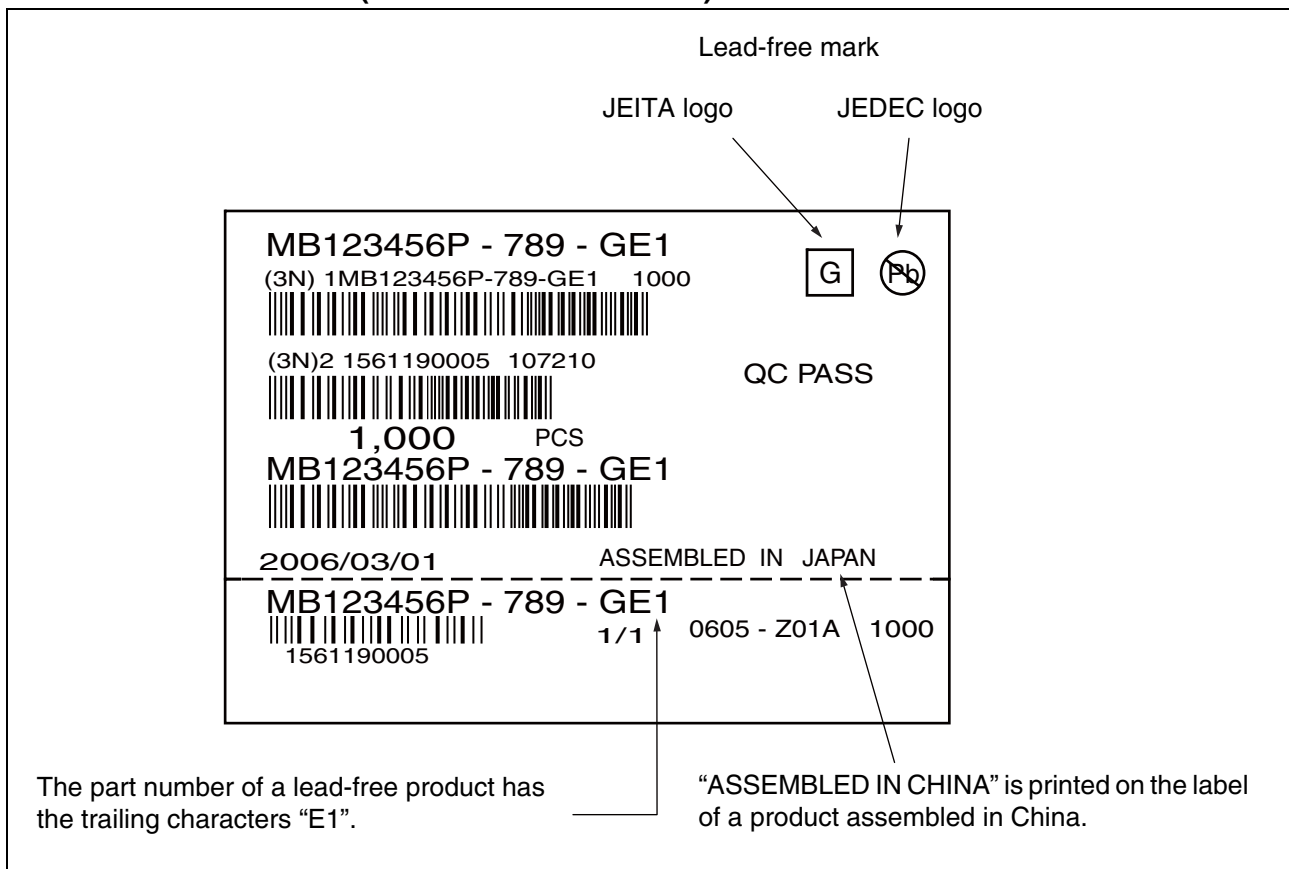 Lead-free mark
JEITA logo JEDEC logo
MB123456P - 789 - GE1
(3N) 1MB123456P-789-GE1 1000
G Pb
(3N)2 1561190005 107210
QC PASS
1,000 PCS
MB123456P - 789 - GE1
2006/03/01 ASSEMBLED IN JAPAN
MB123456P - 789 - GE1
1/1 0605 - Z01A 1000
1561190005
The part number of a lead-free product has
the trailing characters “E1”.
“ASSEMBLED IN CHINA” is printed on the label
of a product assembled in China.